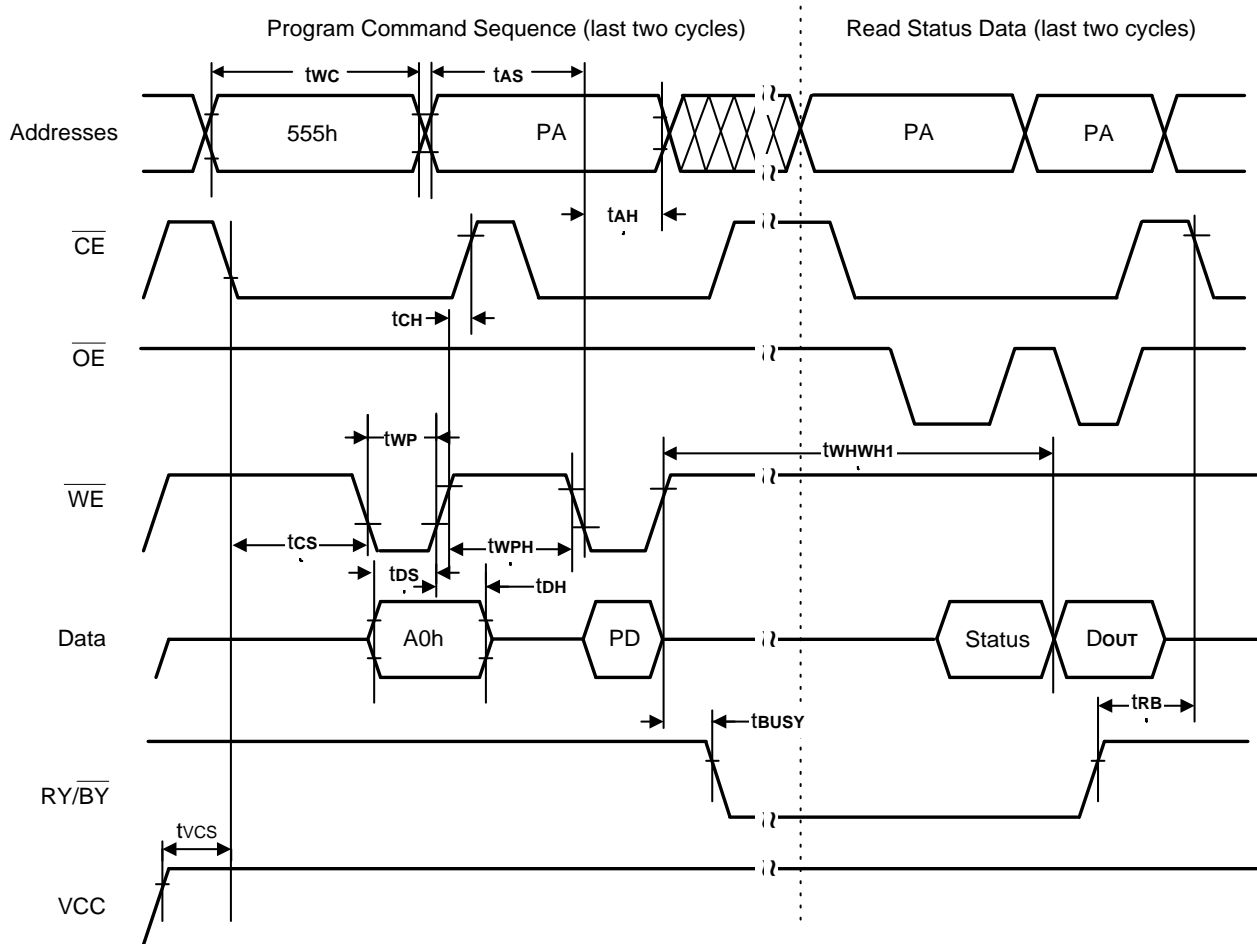 Program Command Sequence (last two cycles)
Read Status Data (last two cycles)
tWC
tAS
Addresses
555h
PA
PA
PA
tAH
CE
tCH
OE
tWP
tWHWH1
WE
tCS
tWPH
tDS
tDH
Data
A0h
PD
Status
DOUT
tBUSY
tRB
RY/BY
tVCS
VCC